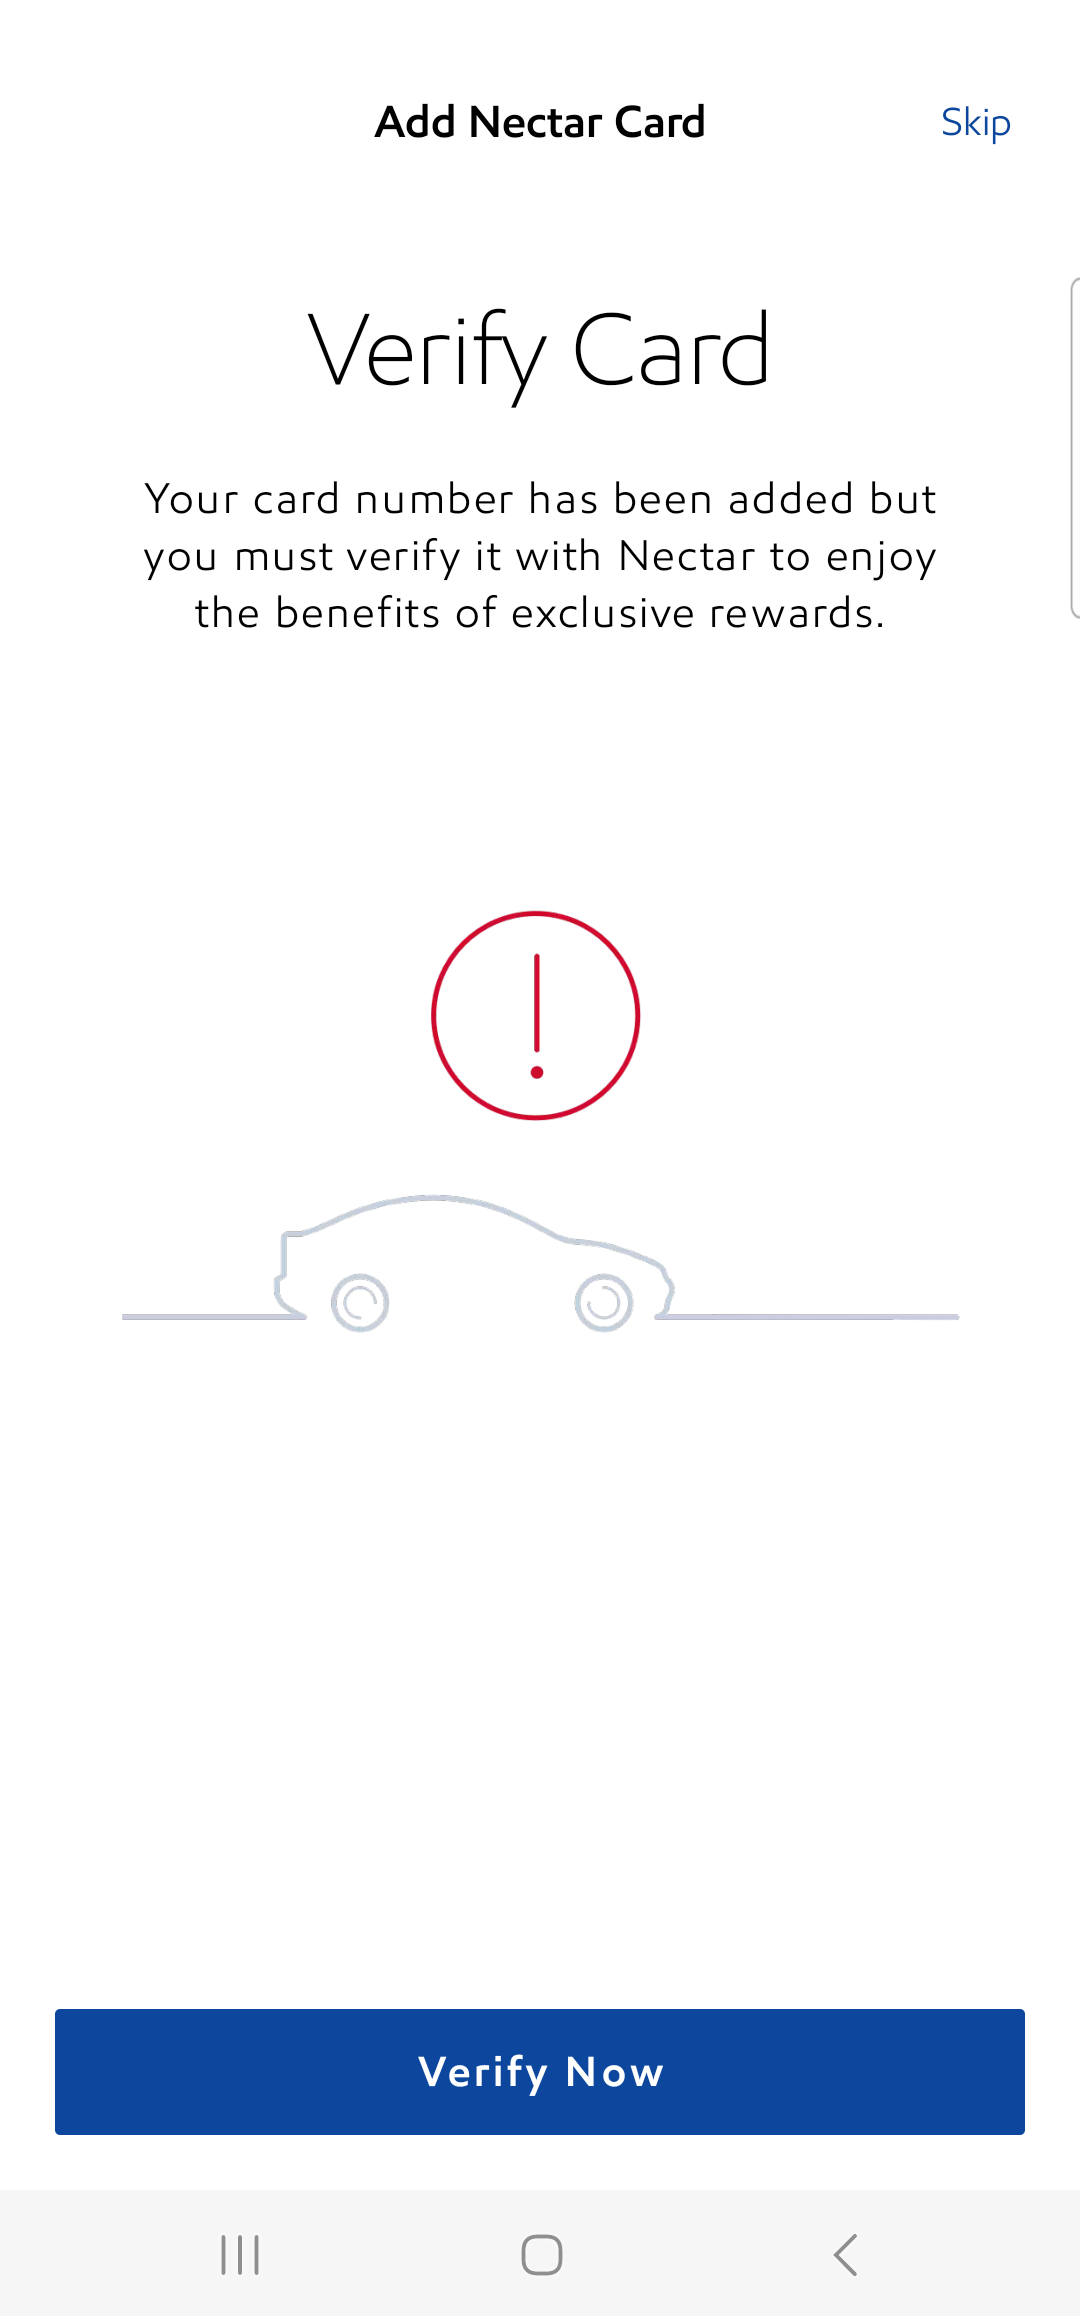 Add Nectar Card
Skip
Verify Card
Your card number has been added but
you must verify it with Nectar to enjoy
the benefits of exclusive rewards.
Verify Now